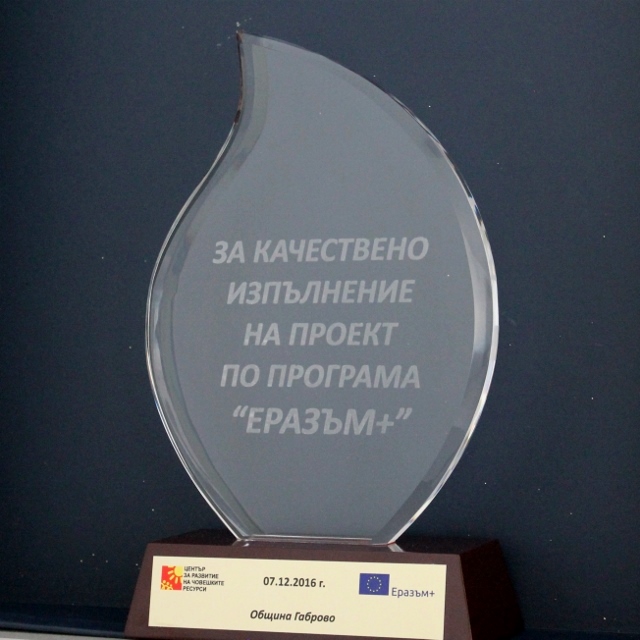 ЗА КАЧЕСТВЕНО
ИЗПЪЛНЕНИЕ
НА ПРОЕКТ
ПО ПРОГРАМА
“ЕРАЗЪМ+”
ЦЕНТЪР
ЗА РАЗВИТИЕ
НА ЧОВЕШКИТЕ
РЕСУРСИ
07.12.2016 г.
Еразъм+
Община Габрово